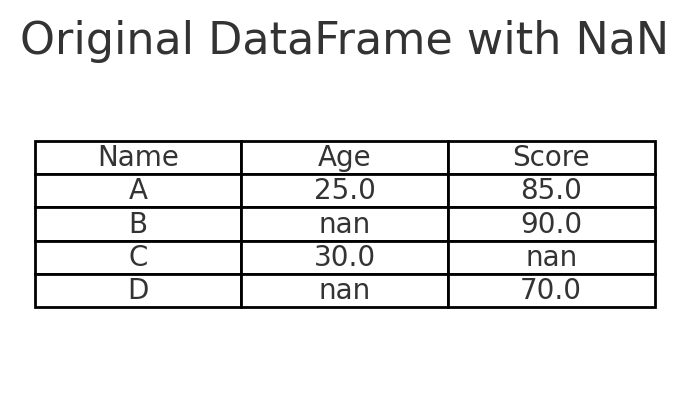 Original DataFrame with NaN
Name Age Score
A 25.0 85.0
B nan 90.0
C 30.0 nan
D nan 70.0